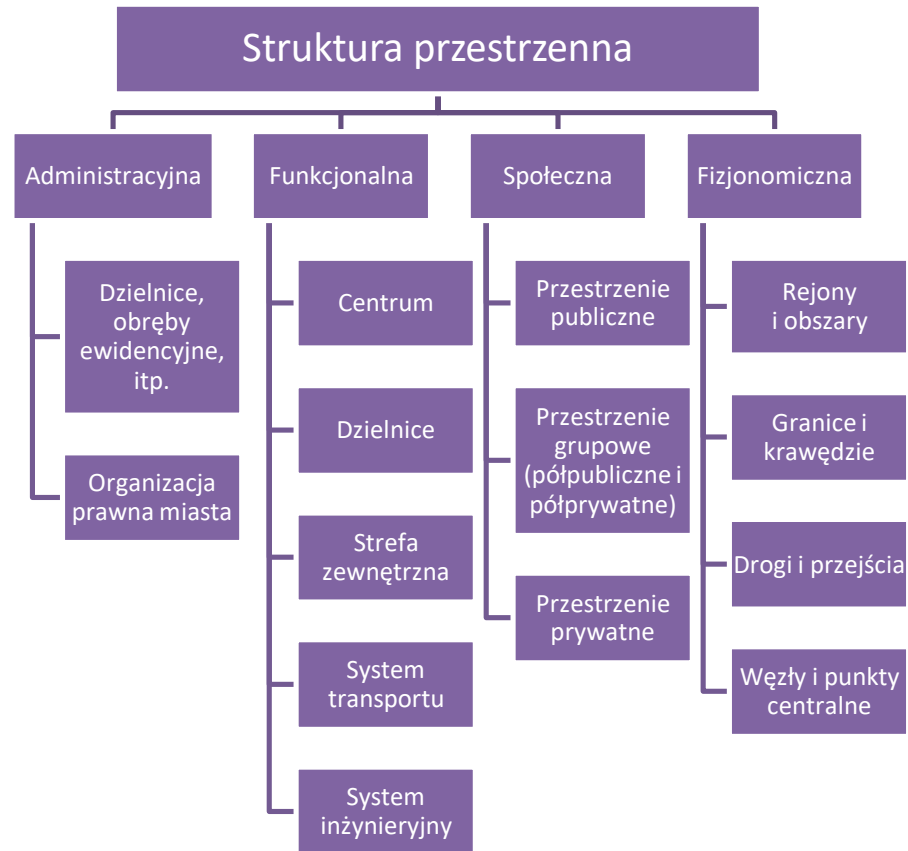 Struktura przestrzenna
Administracyjna
Dzielnice,
obręby
ewidencyjne,
itp.
Organizacja
prawna miasta
Funkcjonalna
Centrum
Dzielnice
Strefa
zewnętrzna
System
transportu
System
inżynieryjny
Społeczna
Przestrzenie
publiczne
Przestrzenie
grupowe
(półpubliczne i
półprywatne)
Przestrzenie
prywatne
Fizjonomiczna
Rejony
i obszary
Granice i
krawędzie
Drogi i przejścia
Węzły i punkty
centralne